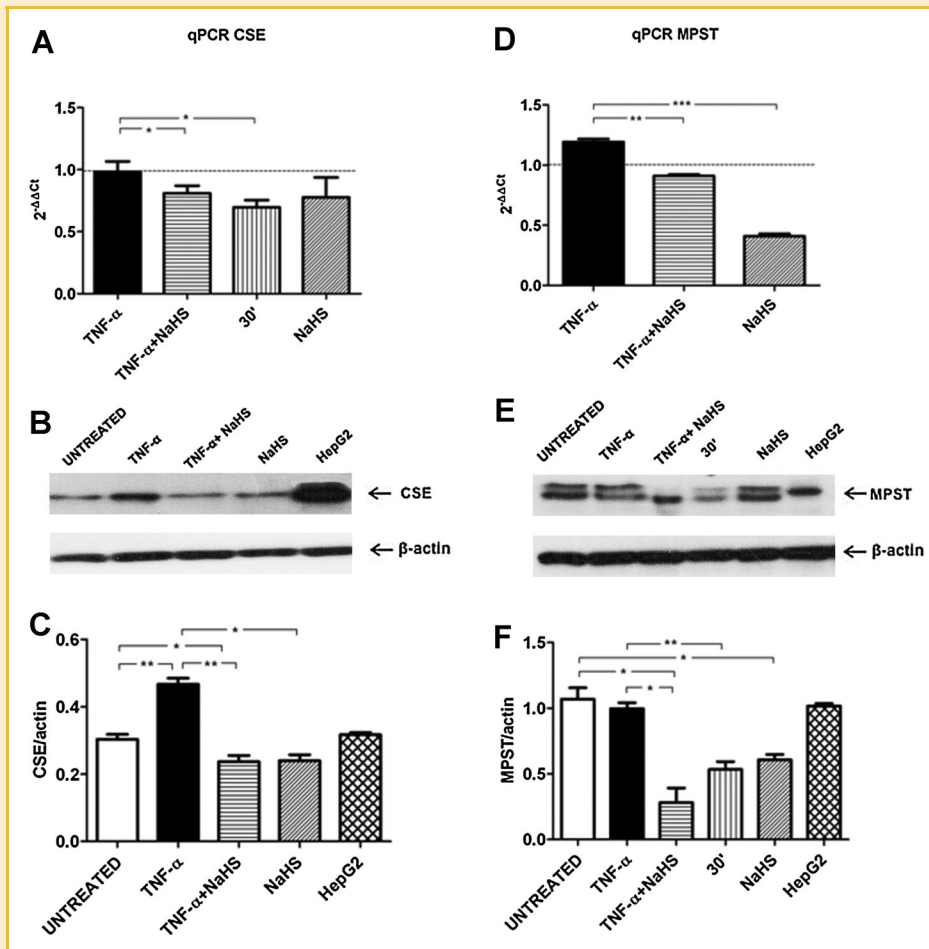 A
qPCR CSE
2-ΔΔCt
1.5
1.0
0.5
0.0
*
*
TNF-α
TNF-α+NaHS
30'
NaHS
B
UNTREATED
TNF-α
TNF-α+ NaHS
NaHS
HepG2
← CSE
← β-actin
C
CSE/actin
0.6
0.4
0.2
0.0
*
*
**
**
UNTREATED
TNF-α
TNF-α+NaHS
NaHS
HepG2
D
qPCR MPST
2-ΔΔCt
1.5
1.0
0.5
0.0
***
**
TNF-α
TNF-α+NaHS
NaHS
E
UNTREATED
TNF-α
TNF-α+ NaHS
30'
NaHS
HepG2
← MPST
← β-actin
F
MPST/actin
1.5
1.0
0.5
0.0
**
*
*
*
UNTREATED
TNF-α
TNF-α+NaHS
30'
NaHS
HepG2